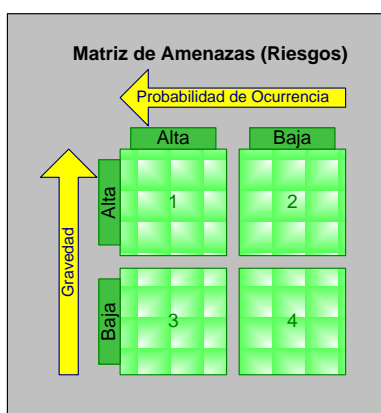 Matriz de Amenazas (Riesgos)
Probabilidad de Ocurrencia
Alta
Baja
Gravedad
Alta
1
2
Baja
3
4